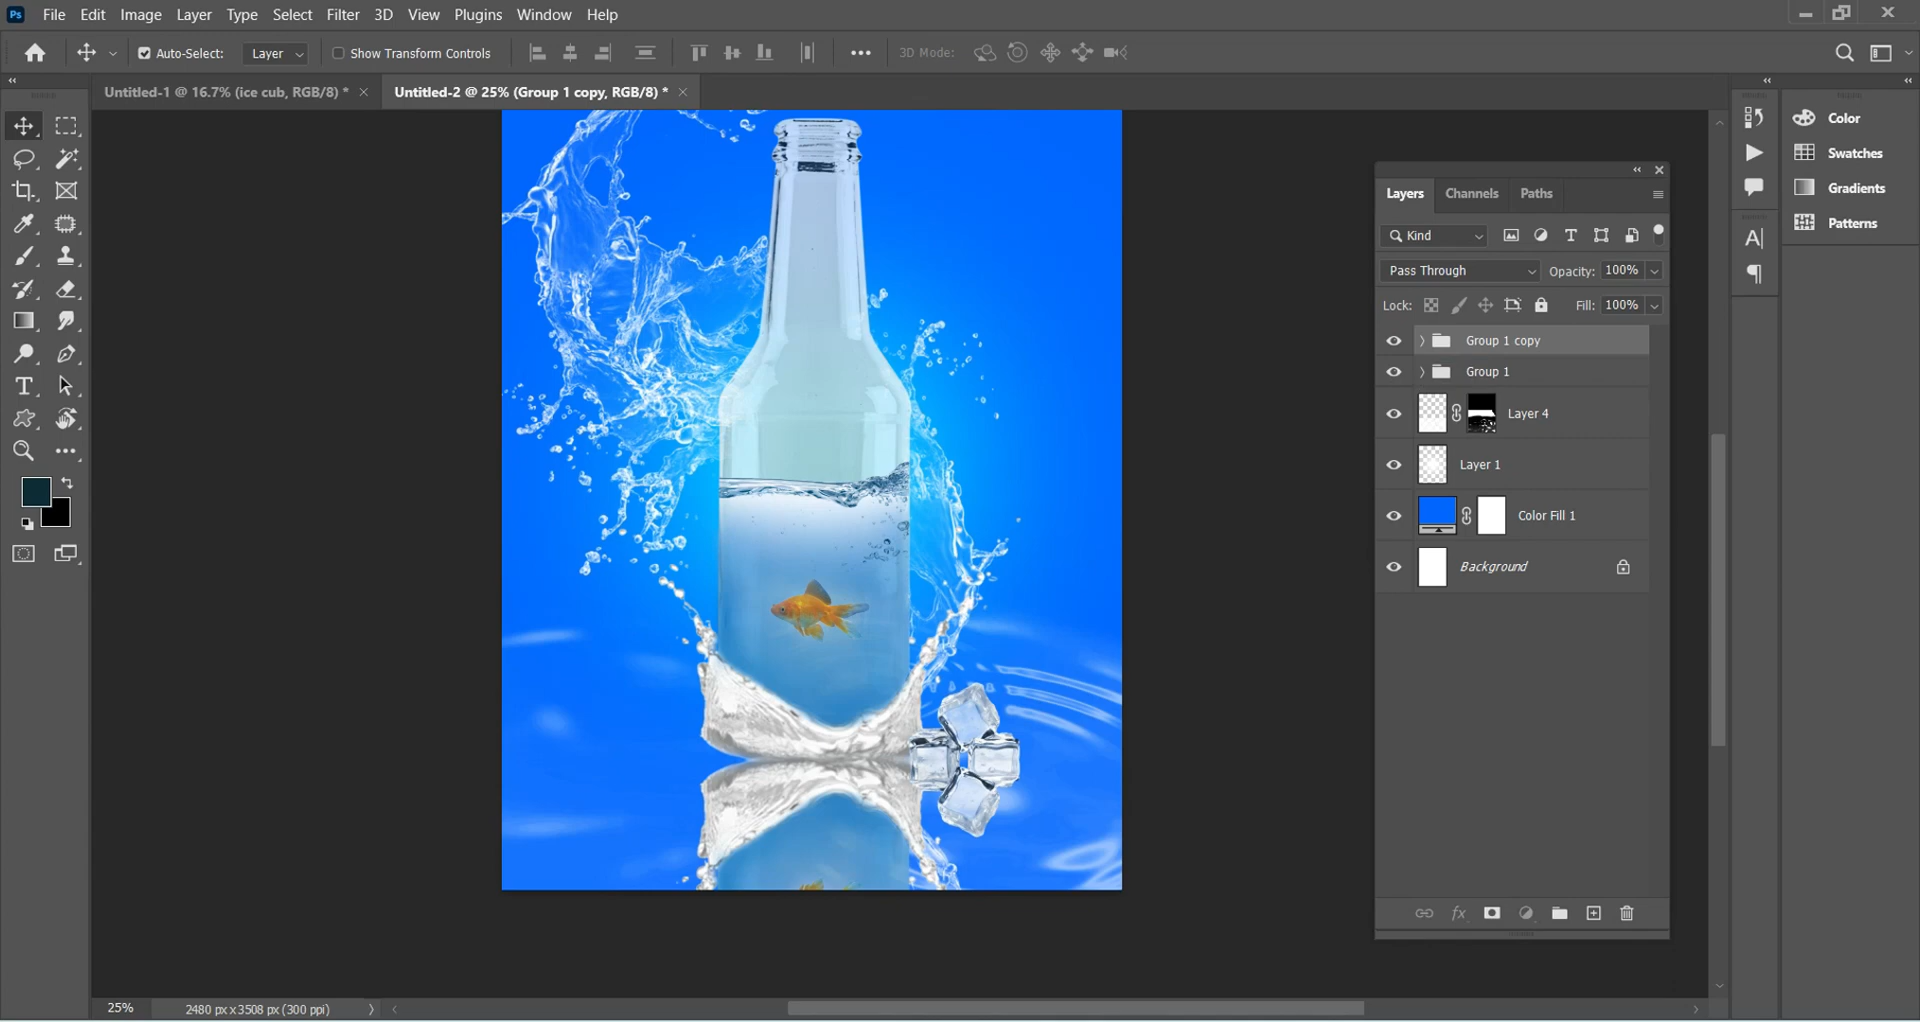 Ps File Edit Image Layer Type Select Filter 3D View Plugins Window Help
Auto-Select: Layer Show Transform Controls 3D Mode:
Untitled-1 @ 16.7% (ice cub, RGB/8) * × Untitled-2 @ 25% (Group 1 copy, RGB/8) * ×
Color
Swatches
Gradients
Patterns
Layers Channels Paths
Kind
Pass Through Opacity: 100%
Lock: Fill: 100%
Group 1 copy
Group 1
Layer 4
Layer 1
Color Fill 1
Background
fx
25% 2480 px x 3508 px (300 ppi)